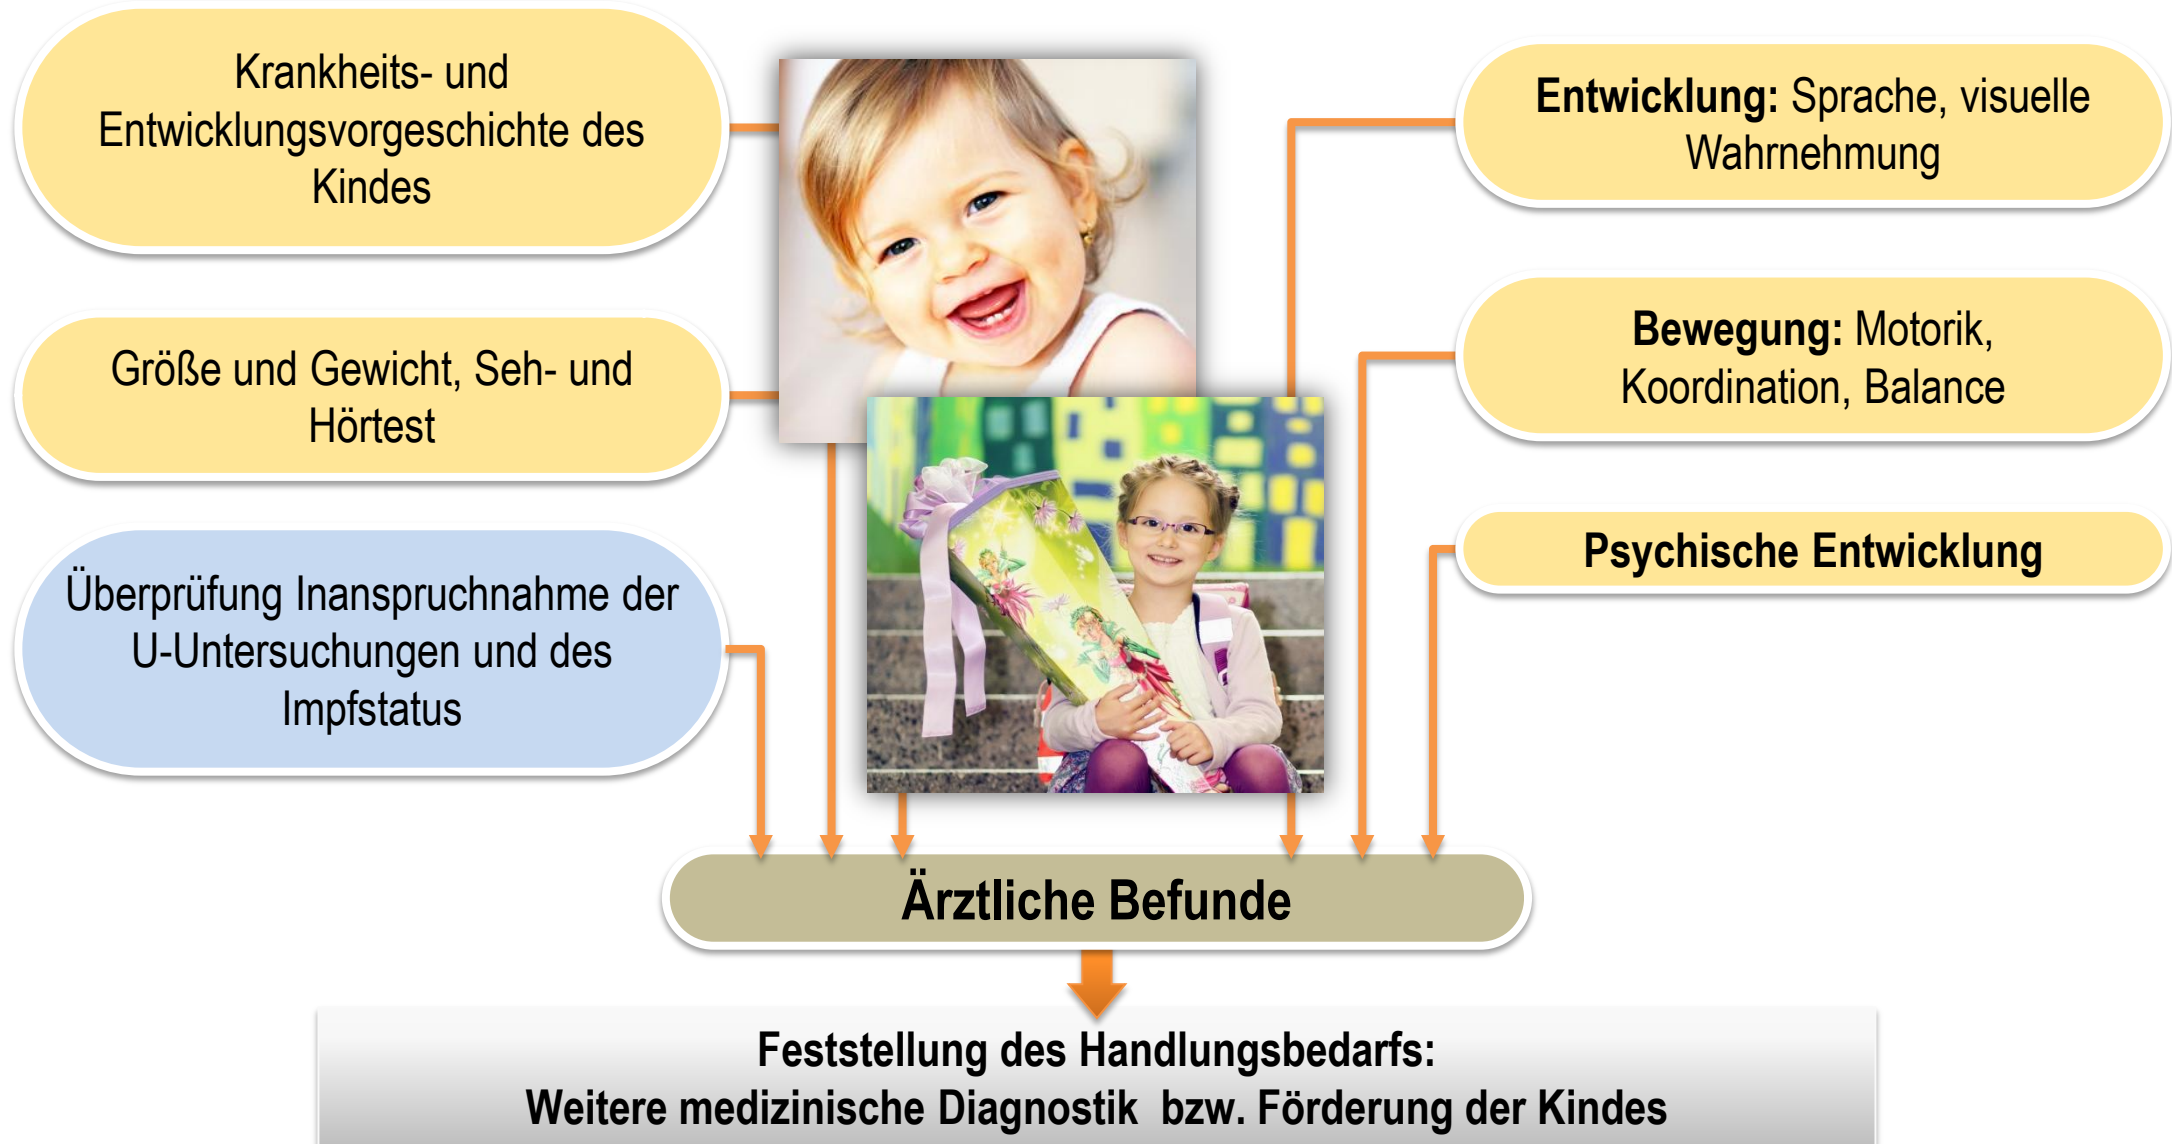 Krankheits- und
Entwicklungsvorgeschichte des
Kindes
Größe und Gewicht, Seh- und
Hörtest
Überprüfung Inanspruchnahme der
U-Untersuchungen und des
Impfstatus
Entwicklung: Sprache, visuelle
Wahrnehmung
Bewegung: Motorik,
Koordination, Balance
Psychische Entwicklung
Ärztliche Befunde
Feststellung des Handlungsbedarfs:
Weitere medizinische Diagnostik  bzw. Förderung der Kindes